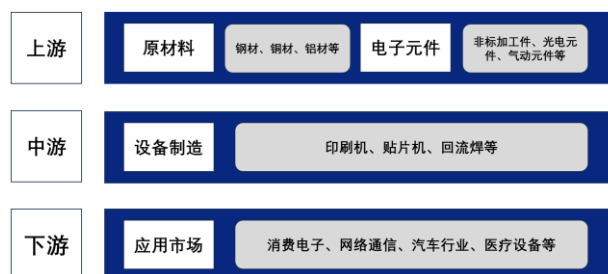 上游
原材料
钢材、铜材、铝材等
电子元件
非标加工件、光电元
件、气动元件等
中游
设备制造
印刷机、贴片机、回流焊等
下游
应用市场
消费电子、网络通信、汽车行业、医疗设备等